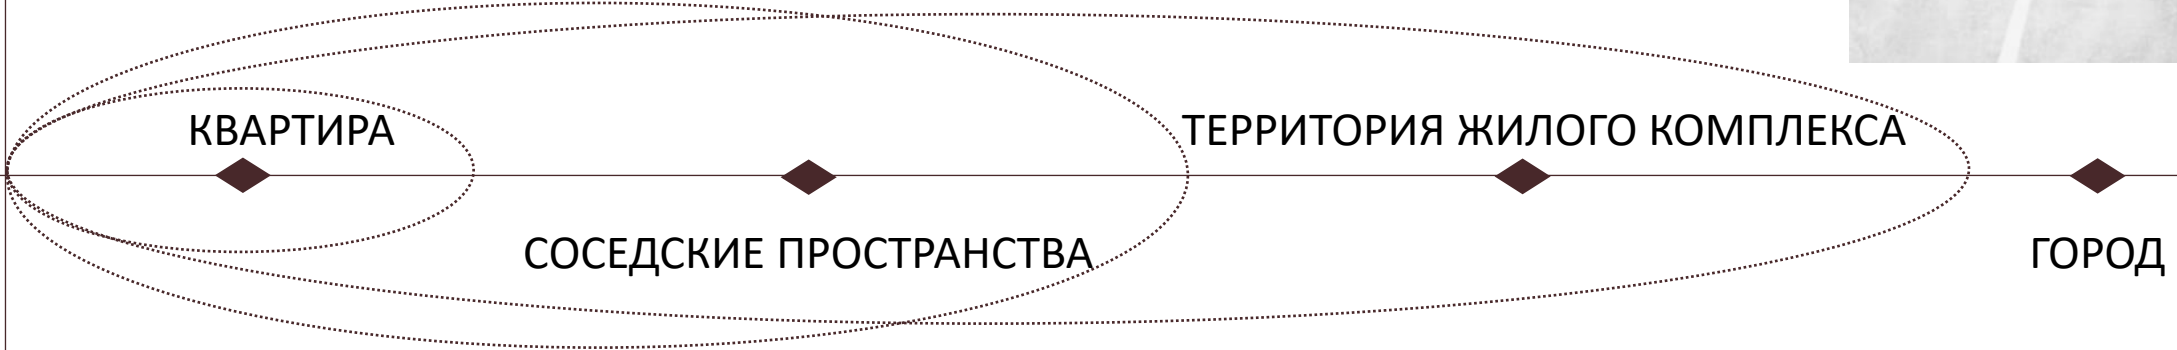 КВАРТИРА
ТЕРРИТОРИЯ ЖИЛОГО КОМПЛЕКСА
СОСЕДСКИЕ ПРОСТРАНСТВА
ГОРОД